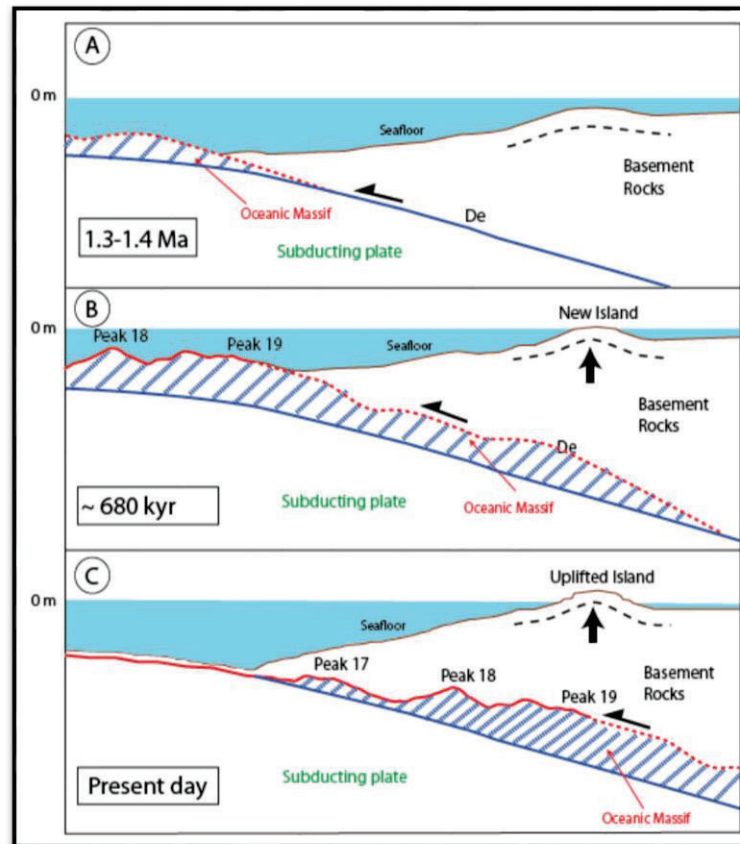 A
0 m
Seafloor
Basement
Rocks
Oceanic Massif
De
1.3-1.4 Ma
Subducting plate
B
New Island
0 m
Peak 18
Peak 19
Seafloor
Basement
Rocks
De
~ 680 kyr
Subducting plate
Oceanic Massif
C
Uplifted Island
0 m
Seafloor
Peak 17
Peak 18
Basement
Rocks
Peak 19
Present day
Subducting plate
Oceanic Massif